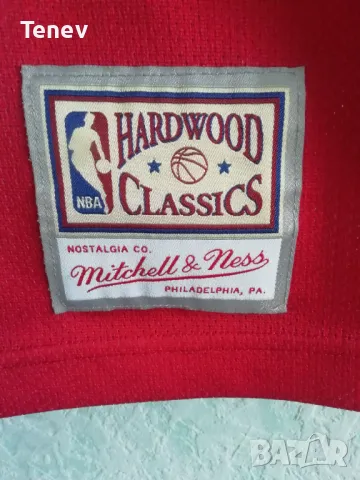 Tenev
HARDWOOD
CLASSICS
NBA
NOSTALGIA CO.
Mitchell & Ness
PHILADELPHIA, PA.
BAZAR